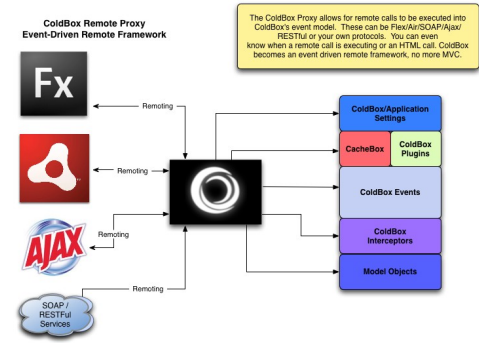 ColdBox Remote Proxy
Event-Driven Remote Framework
The ColdBox Proxy allows for remote calls to be executed into
ColdBox's event model. These can be Flex/Air/SOAP/Ajax/
RESTful or your own protocols. You can even
know when a remote call is executing or an HTML call. ColdBox
becomes an event driven remote framework, no more MVC.
Fx
Remoting
Remoting
AJAX
Remoting
SOAP /
RESTFul
Services
Remoting
ColdBox/Application
Settings
CacheBox
ColdBox
Plugins
ColdBox Events
ColdBox
Interceptors
Model Objects